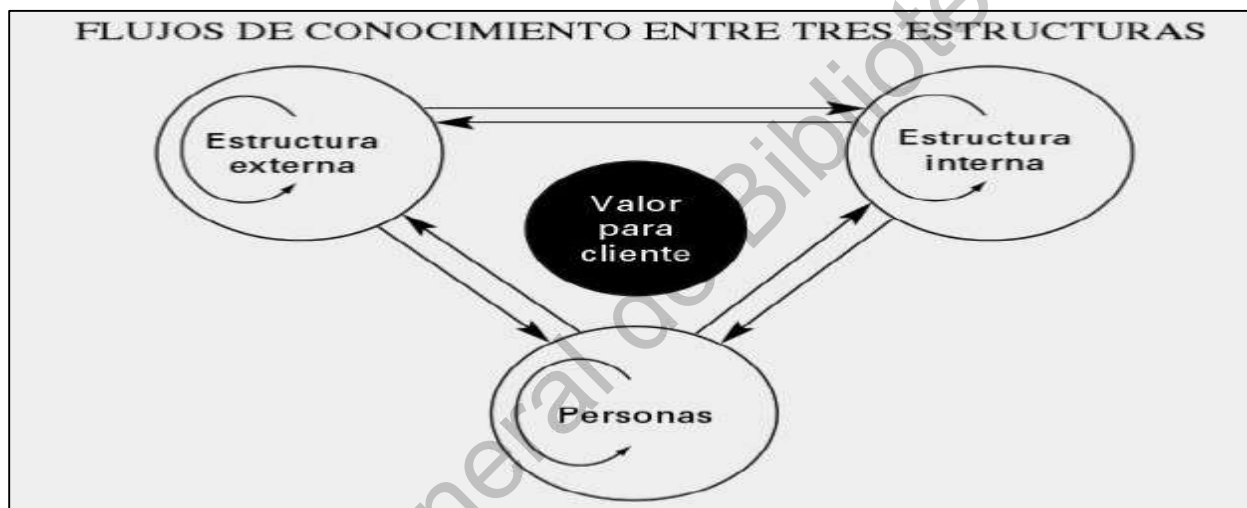 FLUJOS DE CONOCIMIENTO ENTRE TRES ESTRUCTURAS
Estructura
externa
Estructura
interna
Valor
para
cliente
Personas